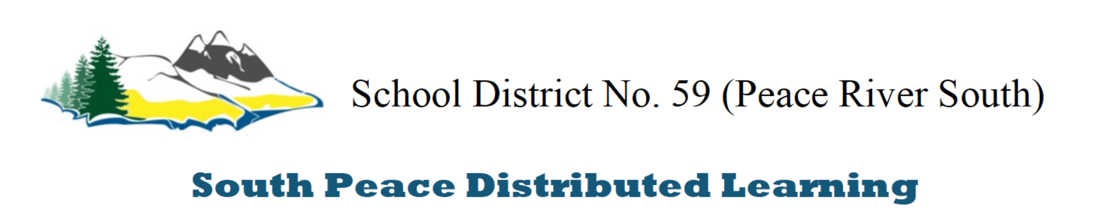 School District No. 59 (Peace River South)
South Peace Distributed Learning